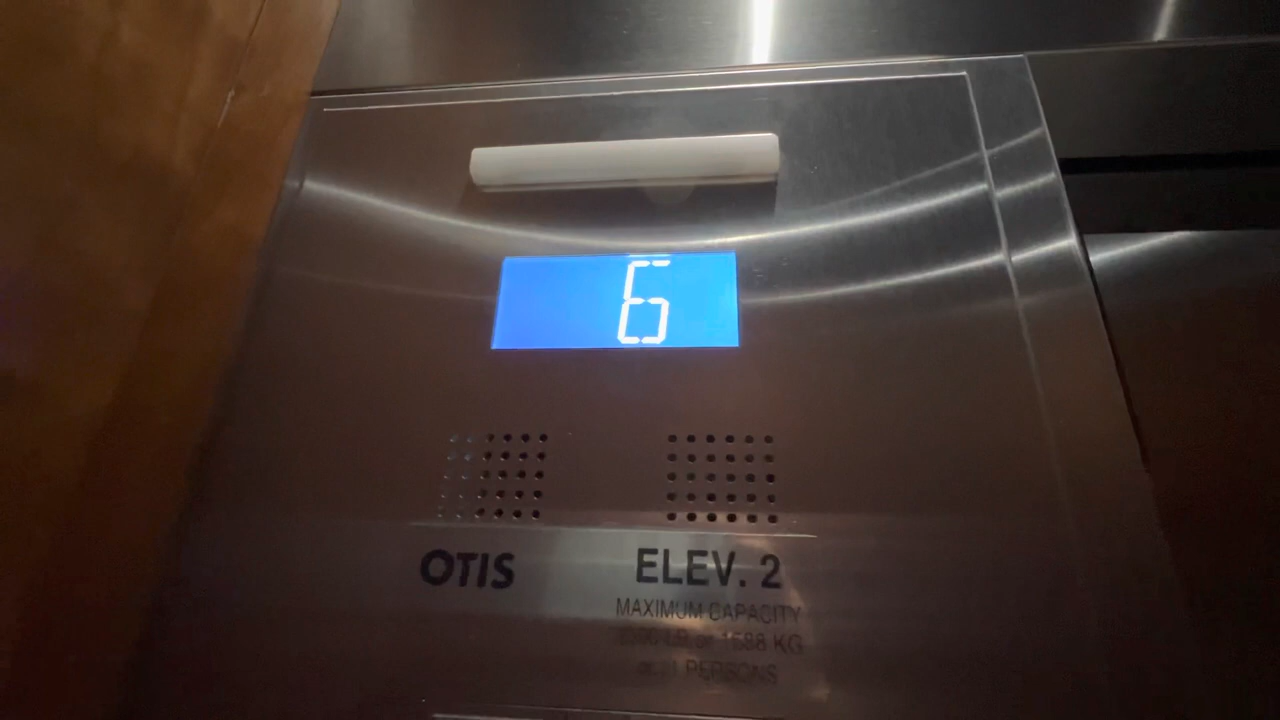 6
OTIS ELEV. 2
MAXIMUM CAPACITY
LB or 1588 KG
PERSONS